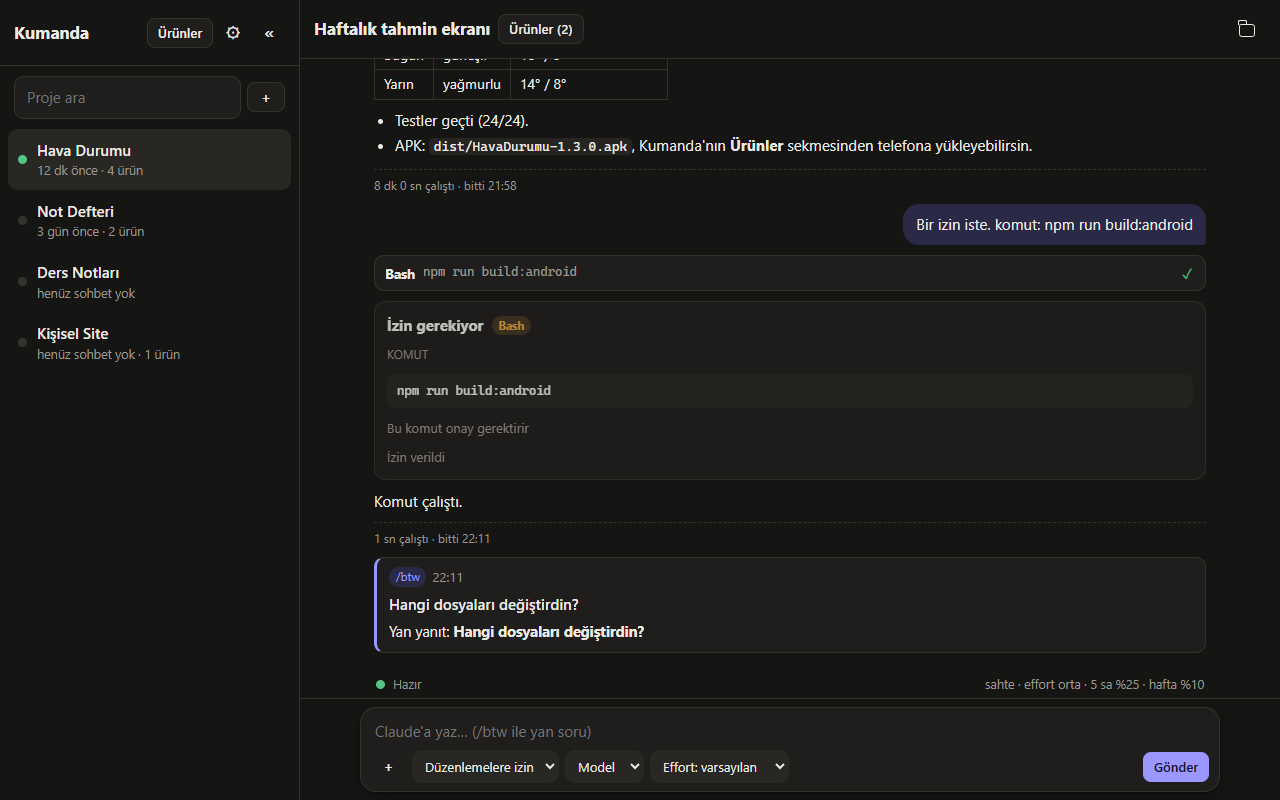 Kumanda
Ürünler
«
Proje ara
+
Hava Durumu
12 dk önce · 4 ürün
Not Defteri
3 gün önce · 2 ürün
Ders Notları
henüz sohbet yok
Kişisel Site
henüz sohbet yok · 1 ürün
Haftalık tahmin ekranı
Ürünler (2)
Yarın yağmurlu 14° / 8°
• Testler geçti (24/24).
• APK: dist/HavaDurumu-1.3.0.apk, Kumanda'nın Ürünler sekmesinden telefona yükleyebilirsin.
8 dk 0 sn çalıştı · bitti 21:58
Bir izin iste. komut: npm run build:android
Bash npm run build:android ✓
İzin gerekiyor Bash
KOMUT
npm run build:android
Bu komut onay gerektirir
İzin verildi
Komut çalıştı.
1 sn çalıştı · bitti 22:11
/btw 22:11
Hangi dosyaları değiştirdin?
Yan yanıt: Hangi dosyaları değiştirdin?
Hazır
sahte · effort orta · 5 sa %25 · hafta %10
Claude'a yaz... (/btw ile yan soru)
+ Düzenlemelere izin Model Effort: varsayılan Gönder